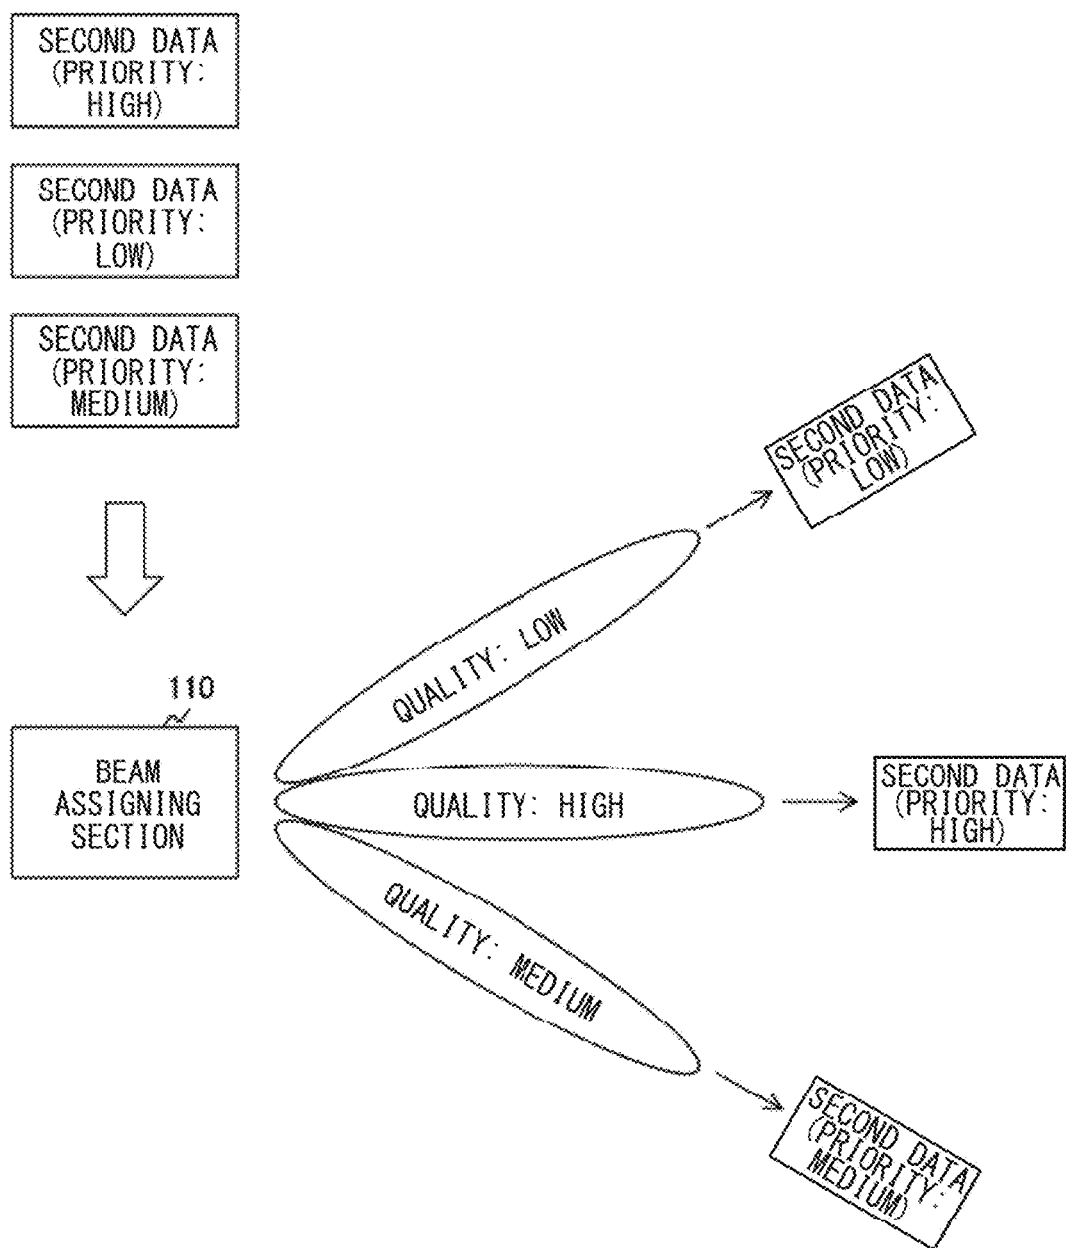 SECOND DATA
(PRIORITY:
HIGH)
SECOND DATA
(PRIORITY:
LOW)
SECOND DATA
(PRIORITY:
MEDIUM)
SECOND DATA
(PRIORITY:
LOW)
QUALITY: LOW
110
BEAM
ASSIGNING
SECTION
QUALITY: HIGH
SECOND DATA
(PRIORITY:
HIGH)
QUALITY: MEDIUM
SECOND DATA
(PRIORITY:
MEDIUM)